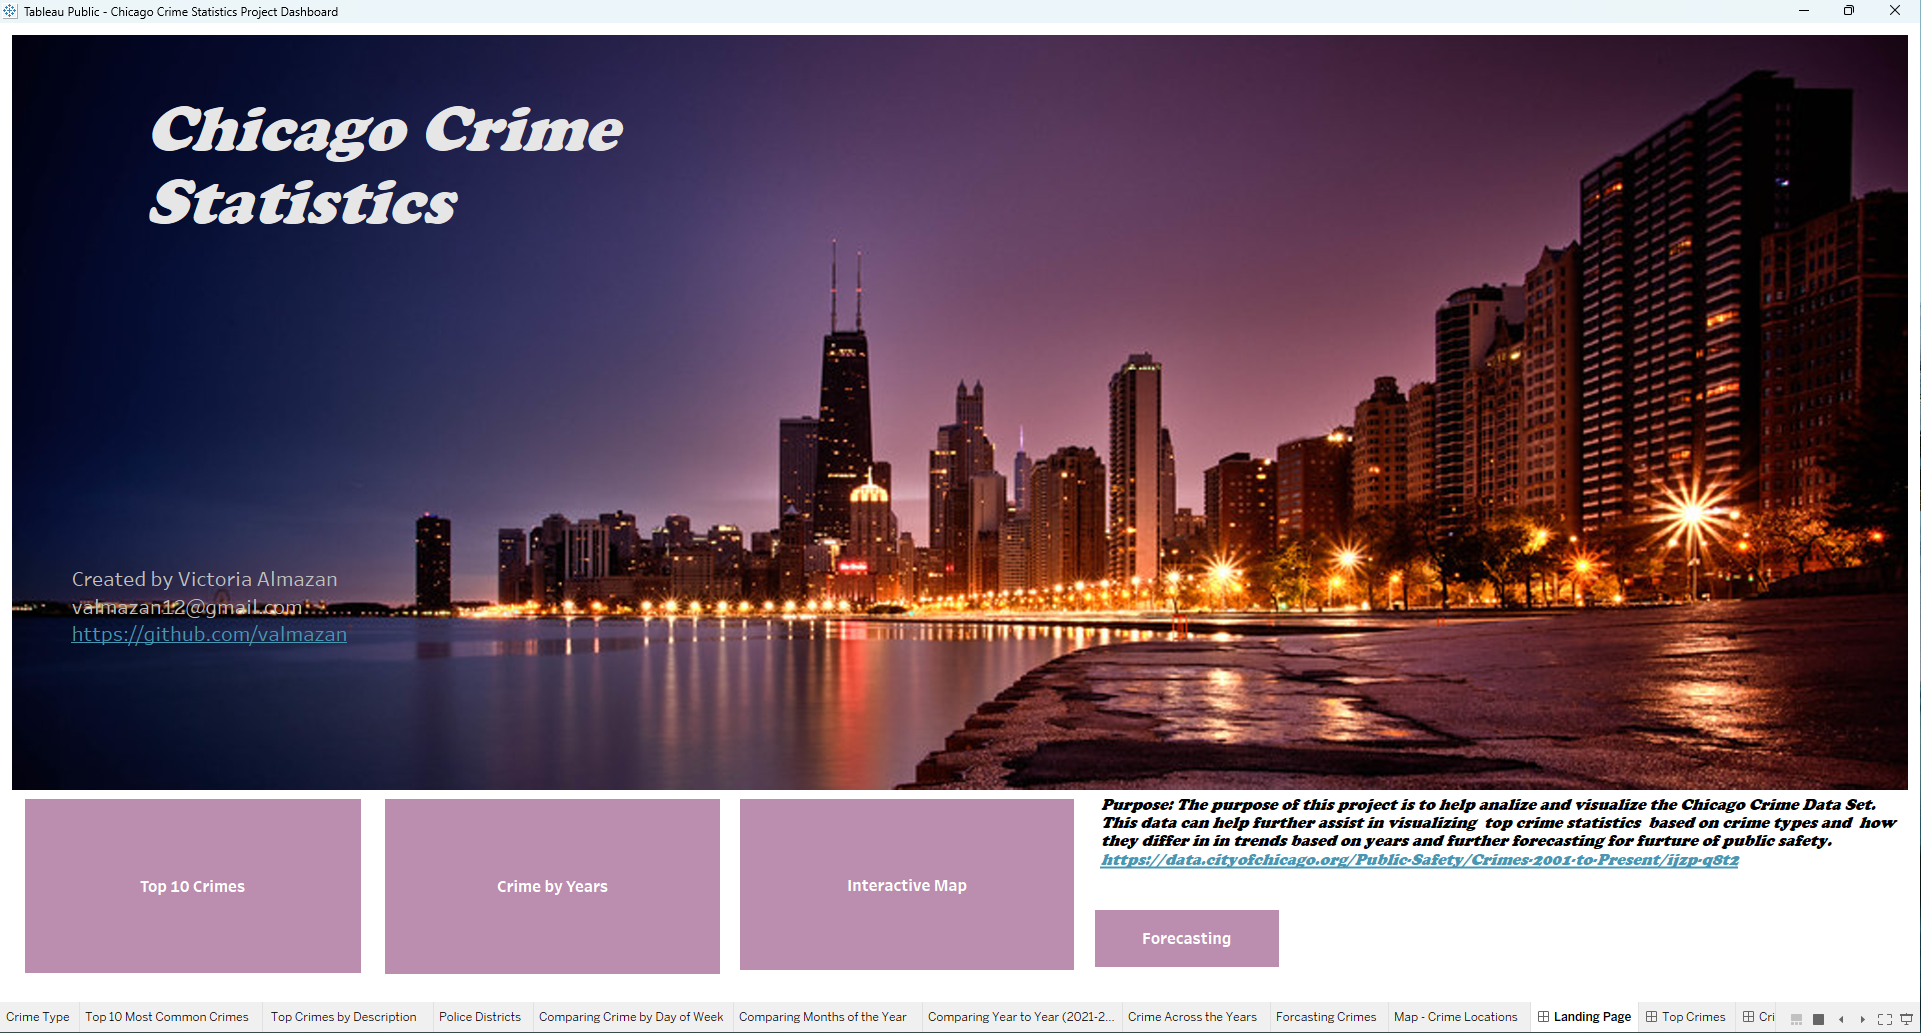 Tableau Public - Chicago Crime Statistics Project Dashboard
Chicago Crime
Statistics
Created by Victoria Almazan
valmazan12@gmail.com
https://github.com/valmazan
Top 10 Crimes
Crime by Years
Interactive Map
Purpose: The purpose of this project is to help analize and visualize the Chicago Crime Data Set.
This data can help further assist in visualizing top crime statistics based on crime types and how
they differ in in trends based on years and further forecasting for furture of public safety.
https://data.cityofchicago.org/Public-Safety/Crimes-2001-to-Present/ijzp-q8t2
Forecasting
Crime Type
Top 10 Most Common Crimes
Top Crimes by Description
Police Districts
Comparing Crime by Day of Week
Comparing Months of the Year
Comparing Year to Year (2021-2...
Crime Across the Years
Forcasting Crimes
Map - Crime Locations
Landing Page
Top Crimes
Cri